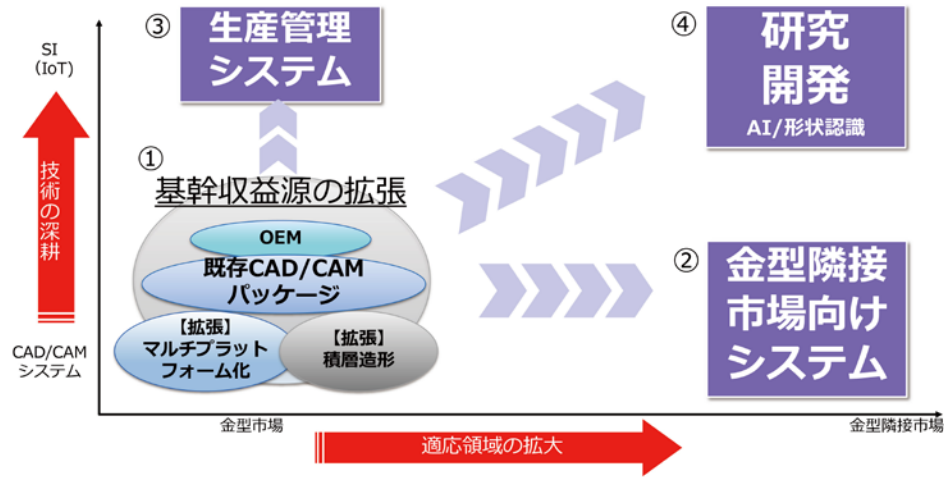 SI
（IoT）
技術の深耕
CAD/CAM
システム
③
生産管理
システム
①
基幹収益源の拡張
OEM
既存CAD/CAM
パッケージ
【拡張】
マルチプラット
フォーム化
【拡張】
積層造形
④
研究
開発
AI/形状認識
②
金型隣接
市場向け
システム
金型市場
適応領域の拡大
金型隣接市場